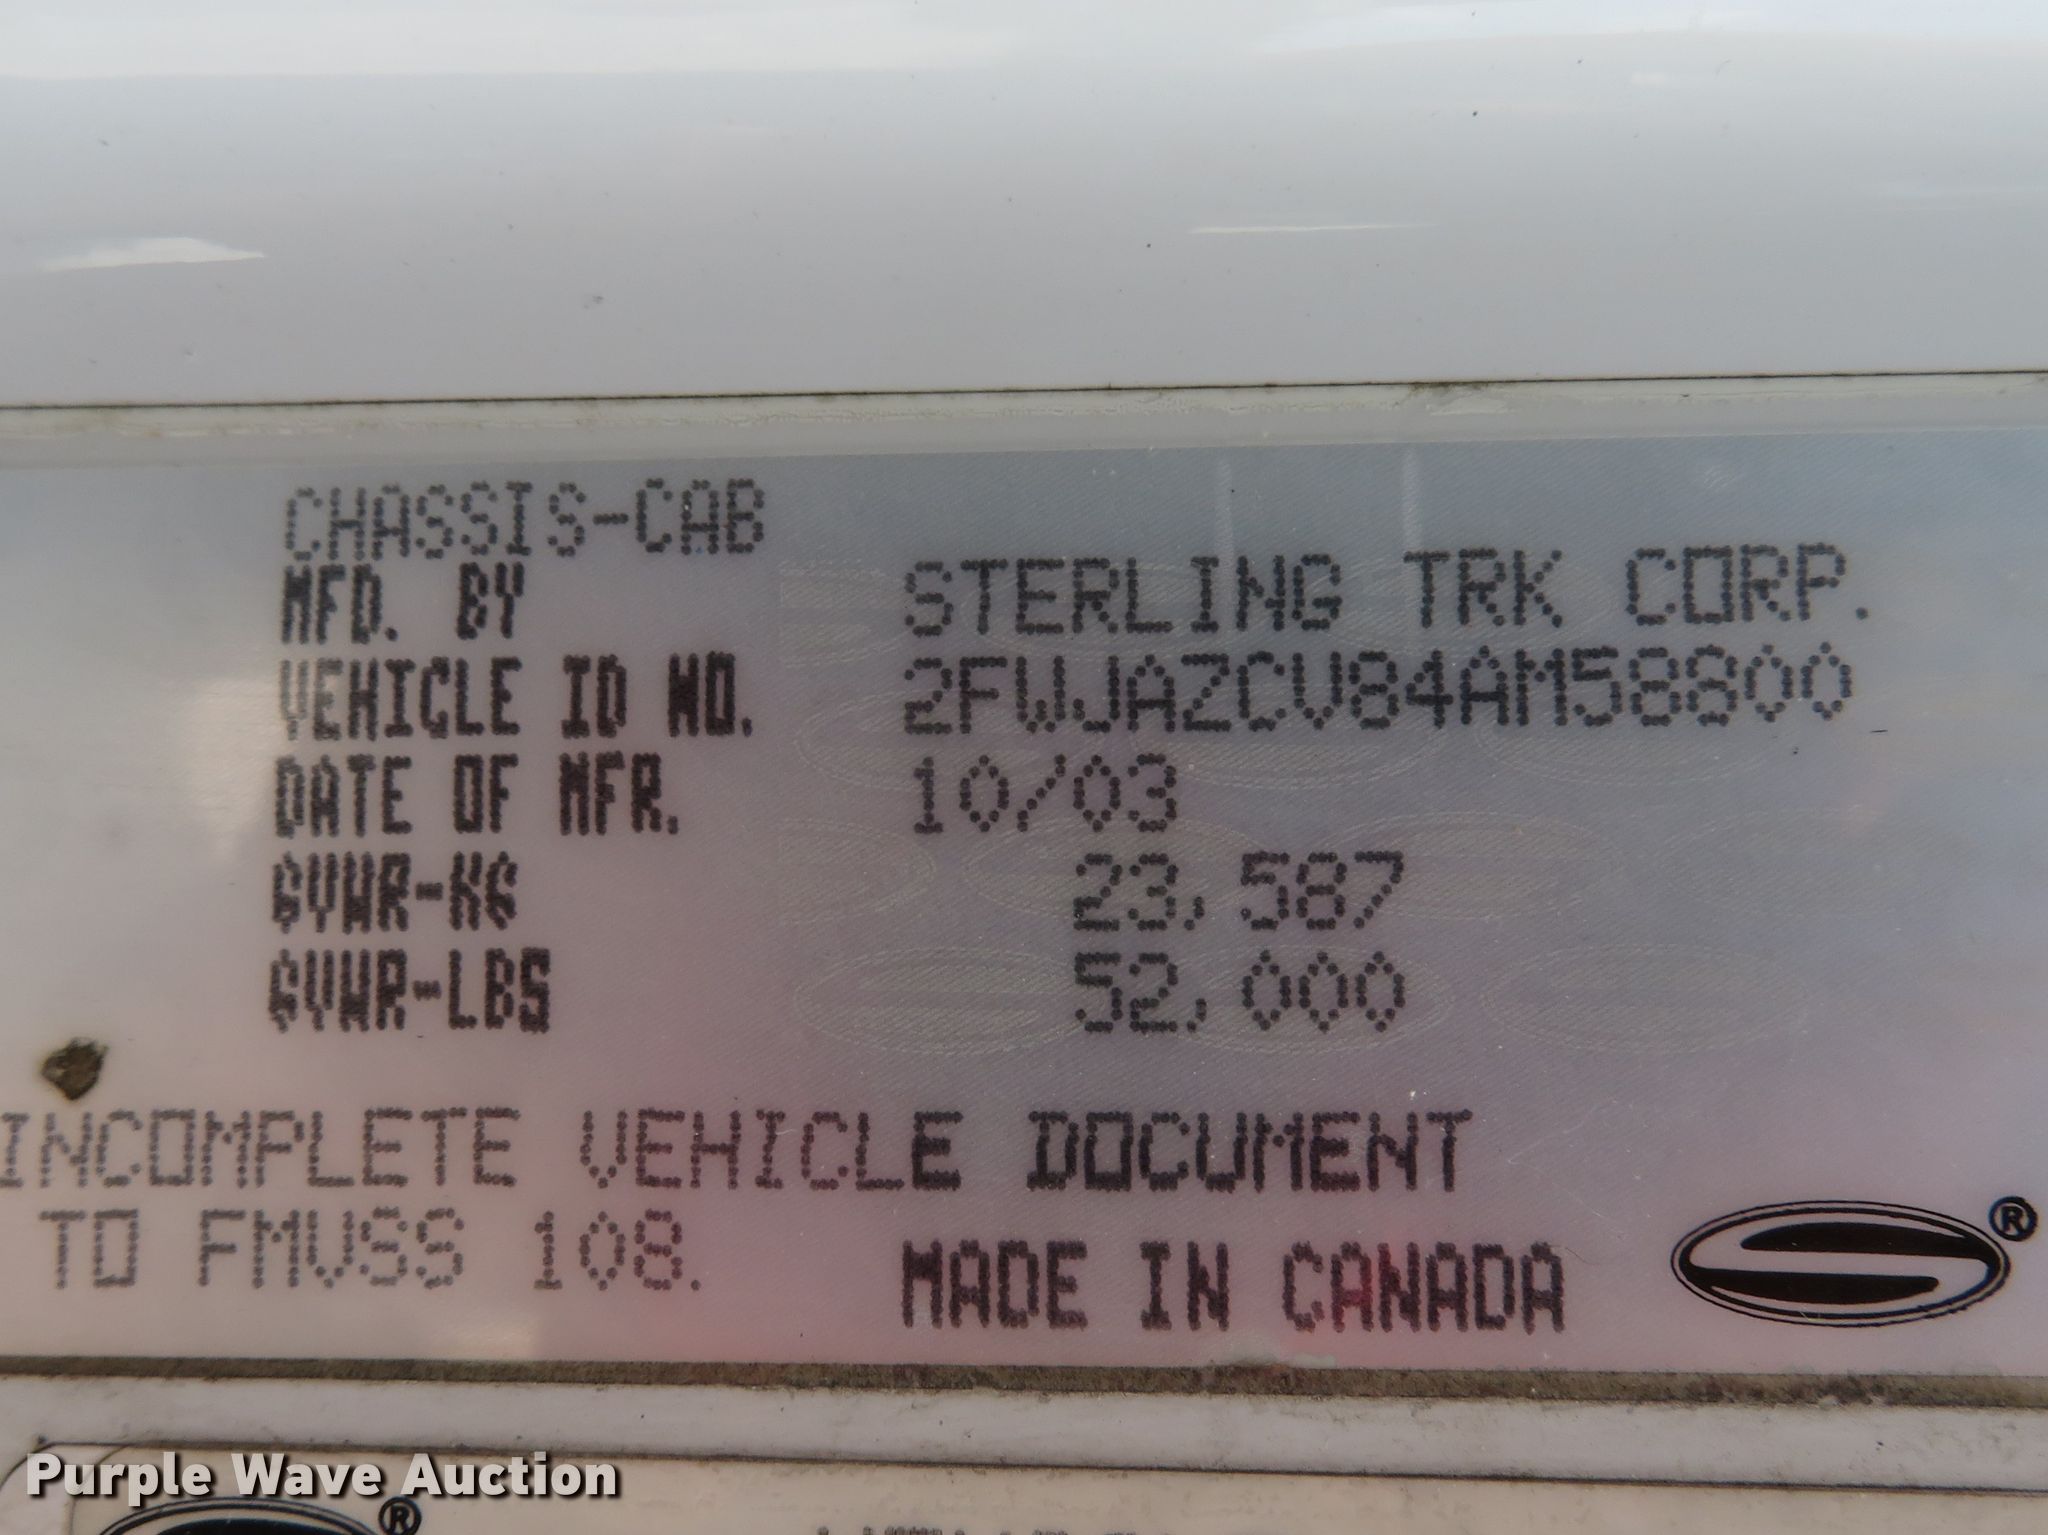 CHASSIS-CAB
MFD. BY STERLING TRK CORP.
VEHICLE ID NO. 2FWJAZCV84AM58800
DATE OF MFR. 10/03
GVWR-KG 23,587
GVWR-LBS 52,000
INCOMPLETE VEHICLE DOCUMENT
TO FMVSS 108.
MADE IN CANADA
®
Purple Wave Auction
®